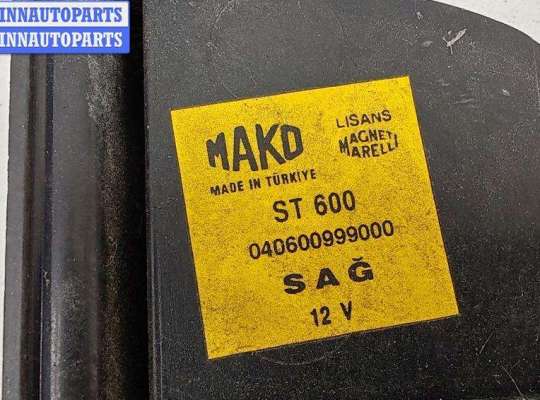 INNAUTOPARTS
INNAUTOPARTS
MAKO
LISANS
MAGNETI
MARELLI
MADE IN TÜRKIYE
ST 600
040600999000
SAĞ
12 V